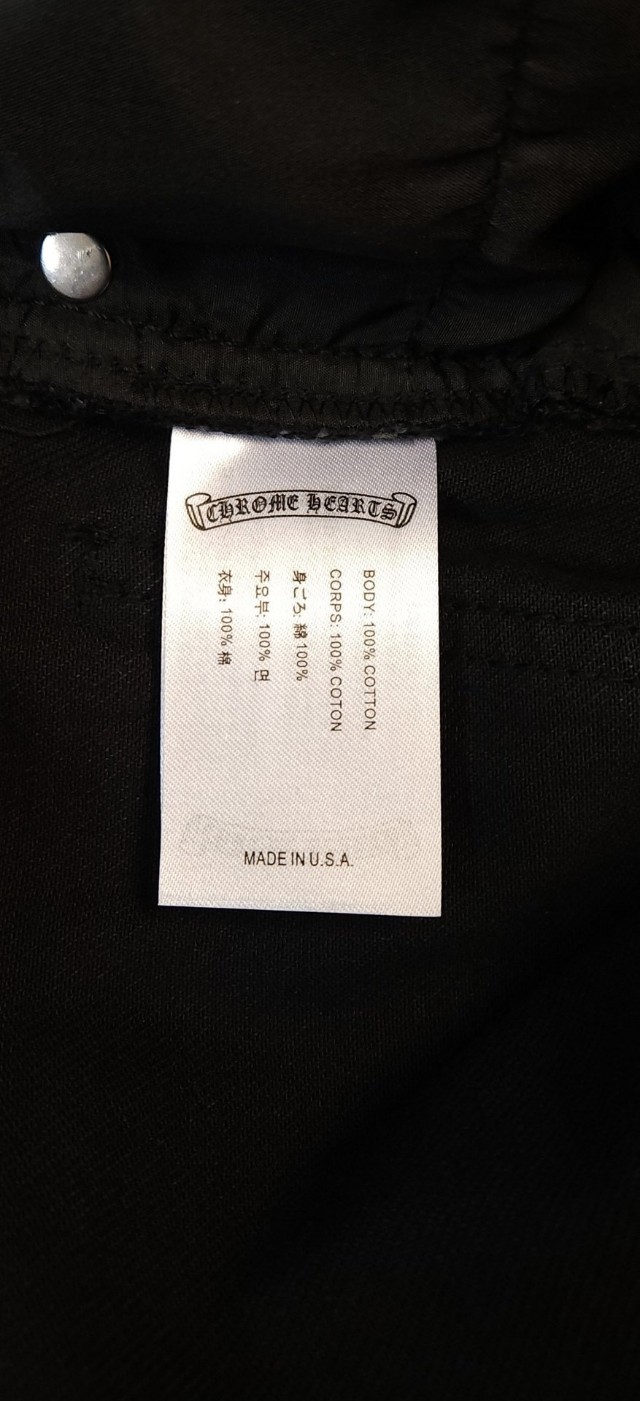 CHROME HEARTS
BODY: 100% COTTON
CORPS: 100% COTON
身ごろ: 綿 100%
주요부: 100% 면
衣身: 100% 棉
MADE IN U.S.A.